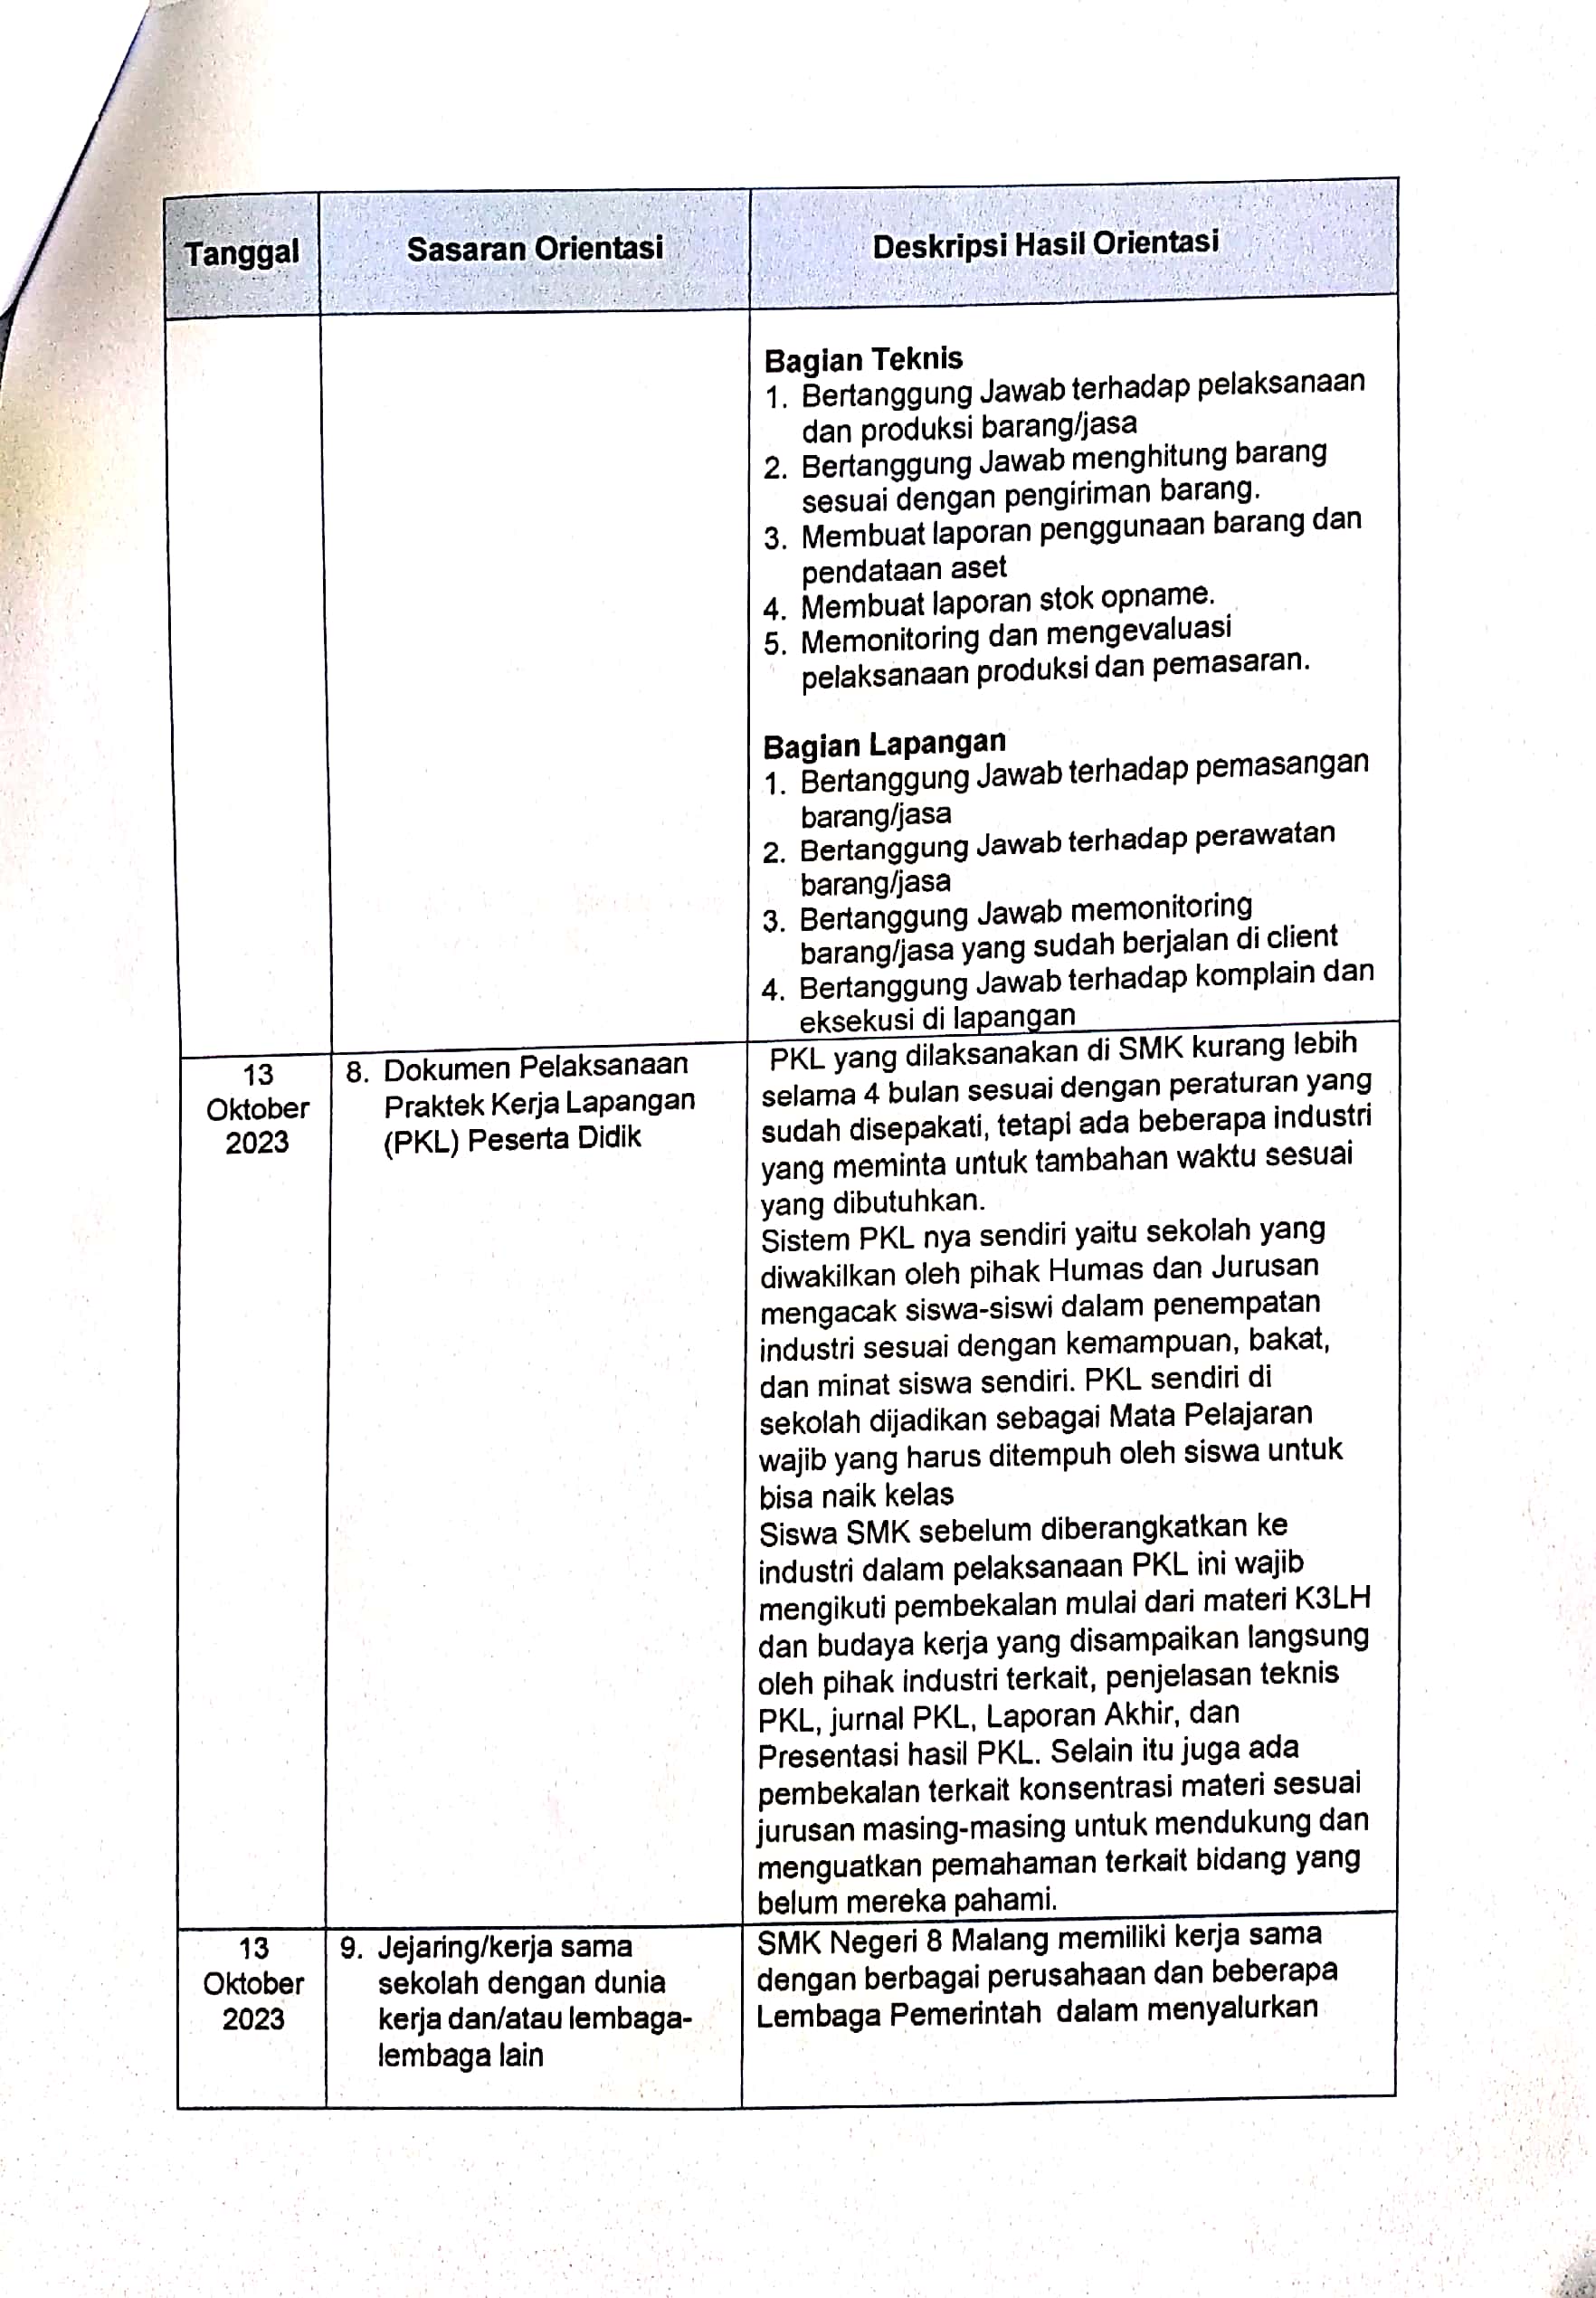 Tanggal
Sasaran Orientasi
Deskripsi Hasil Orientasi
Bagian Teknis
1. Bertanggung Jawab terhadap pelaksanaan
dan produksi barang/jasa
2. Bertanggung Jawab menghitung barang
sesuai dengan pengiriman barang.
3. Membuat laporan penggunaan barang dan
pendataan aset
4. Membuat laporan stok opname.
5. Memonitoring dan mengevaluasi
pelaksanaan produksi dan pemasaran.
Bagian Lapangan
1. Bertanggung Jawab terhadap pemasangan
barang/jasa
2. Bertanggung Jawab terhadap perawatan
barang/jasa
3. Bertanggung Jawab memonitoring
barang/jasa yang sudah berjalan di client
4. Bertanggung Jawab terhadap komplain dan
eksekusi di lapangan
13
Oktober
2023
8. Dokumen Pelaksanaan
Praktek Kerja Lapangan
(PKL) Peserta Didik
PKL yang dilaksanakan di SMK kurang lebih
selama 4 bulan sesuai dengan peraturan yang
sudah disepakati, tetapi ada beberapa industri
yang meminta untuk tambahan waktu sesuai
yang dibutuhkan.
Sistem PKL nya sendiri yaitu sekolah yang
diwakilkan oleh pihak Humas dan Jurusan
mengacak siswa-siswi dalam penempatan
industri sesuai dengan kemampuan, bakat,
dan minat siswa sendiri. PKL sendiri di
sekolah dijadikan sebagai Mata Pelajaran
wajib yang harus ditempuh oleh siswa untuk
bisa naik kelas
Siswa SMK sebelum diberangkatkan ke
industri dalam pelaksanaan PKL ini wajib
mengikuti pembekalan mulai dari materi K3LH
dan budaya kerja yang disampaikan langsung
oleh pihak industri terkait, penjelasan teknis
PKL, jurnal PKL, Laporan Akhir, dan
Presentasi hasil PKL. Selain itu juga ada
pembekalan terkait konsentrasi materi sesuai
jurusan masing-masing untuk mendukung dan
menguatkan pemahaman terkait bidang yang
belum mereka pahami.
13
Oktober
2023
9. Jejaring/kerja sama
sekolah dengan dunia
kerja dan/atau lembaga-
lembaga lain
SMK Negeri 8 Malang memiliki kerja sama
dengan berbagai perusahaan dan beberapa
Lembaga Pemerintah dalam menyalurkan